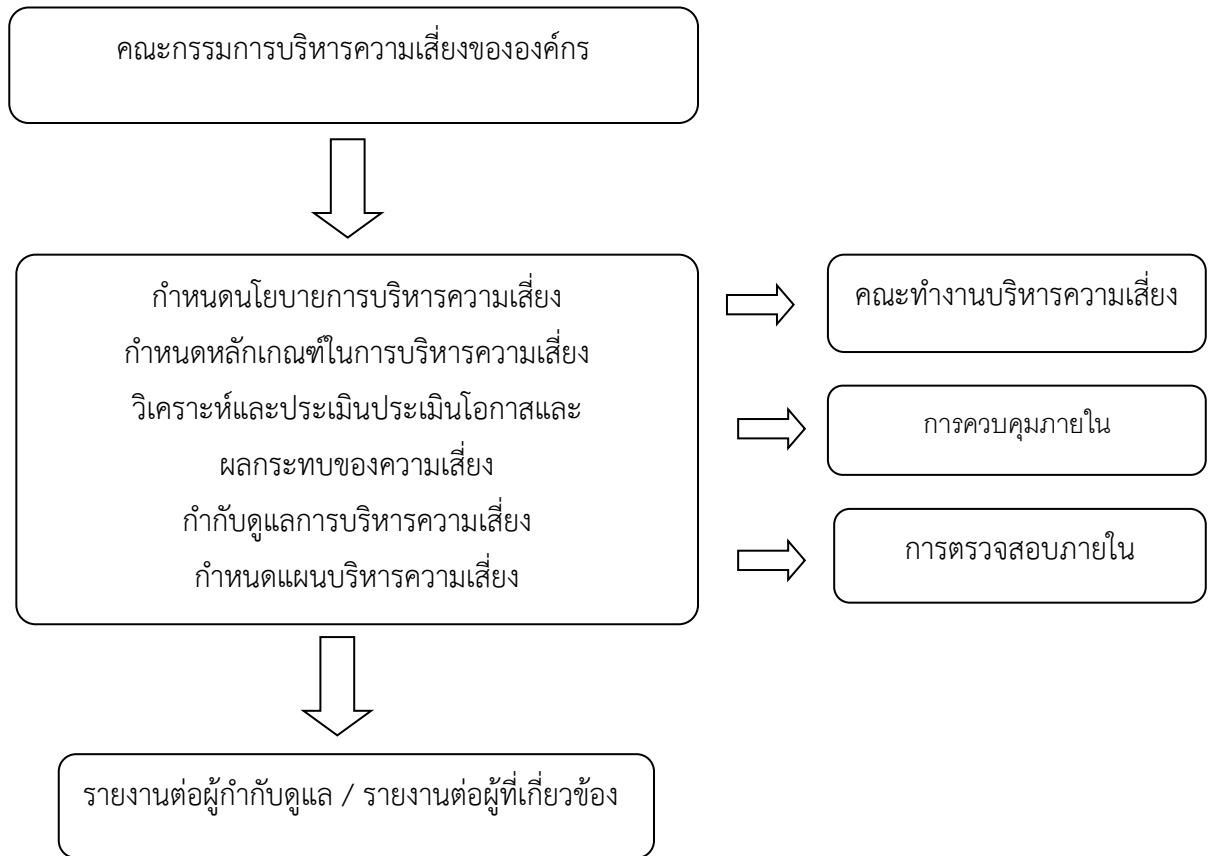 คณะกรรมการบริหารความเสี่ยงขององค์กร
กำหนดนโยบายการบริหารความเสี่ยง
กำหนดหลักเกณฑ์ในการบริหารความเสี่ยง
วิเคราะห์และประเมินประเมินโอกาสและ
ผลกระทบของความเสี่ยง
กำกับดูแลการบริหารความเสี่ยง
กำหนดแผนบริหารความเสี่ยง
คณะทำงานบริหารความเสี่ยง
การควบคุมภายใน
การตรวจสอบภายใน
รายงานต่อผู้กำกับดูแล / รายงานต่อผู้ที่เกี่ยวข้อง